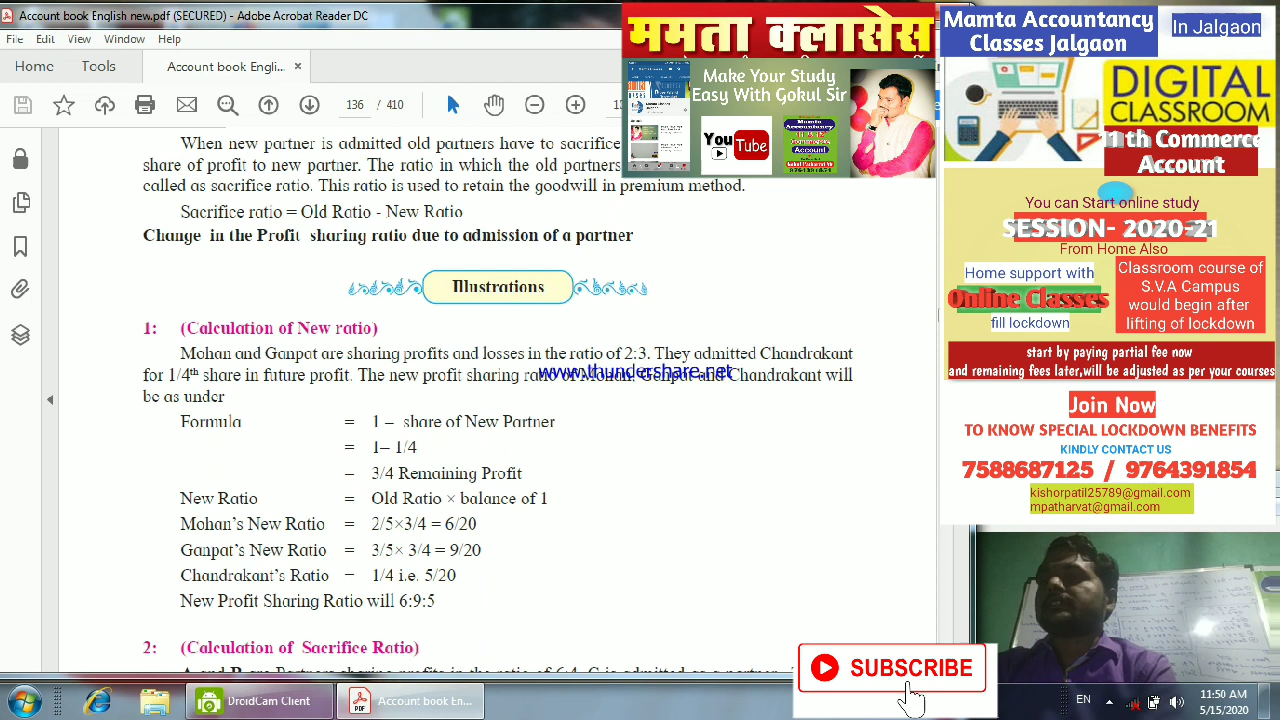 Account book English new.pdf (SECURED) - Adobe Acrobat Reader DC
File Edit View Window Help
Home Tools Account book Engli... ×
136 / 410
When new partner is admitted old partners have to sacrifice
share of profit to new partner. The ratio in which the old partners
called as sacrifice ratio. This ratio is used to retain the goodwill in premium method.
Sacrifice ratio = Old Ratio - New Ratio
Change in the Profit sharing ratio due to admission of a partner
Illustrations
1: (Calculation of New ratio)
Mohan and Ganpat are sharing profits and losses in the ratio of 2:3. They admitted Chandrakant
for 1/4th share in future profit. The new profit sharing ratio of Mohan, Ganpat and Chandrakant will
www.thundershare.net
be as under
Formula = 1 – share of New Partner
= 1– 1/4
= 3/4 Remaining Profit
New Ratio = Old Ratio × balance of 1
Mohan's New Ratio = 2/5×3/4 = 6/20
Ganpat's New Ratio = 3/5× 3/4 = 9/20
Chandrakant's Ratio = 1/4 i.e. 5/20
New Profit Sharing Ratio will 6:9:5
2: (Calculation of Sacrifice Ratio)
ममता क्लासेस
Make Your Study
Easy With Gokul Sir
You Tube
Mamta
Accountancy
Account
Mamta Accountancy
Classes Jalgaon
In Jalgaon
DIGITAL
CLASSROOM
11 th Commerce
Account
You can Start online study
SESSION- 2020-21
From Home Also
Home support with
Online Classes
fill lockdown
Classroom course of
S.V.A Campus
would begin after
lifting of lockdown
start by paying partial fee now
and remaining fees later,will be adjusted as per your courses
Join Now
TO KNOW SPECIAL LOCKDOWN BENEFITS
KINDLY CONTACT US
7588687125 / 9764391854
kishorpatil25789@gmail.com
mpatharvat@gmail.com
SUBSCRIBE
DroidCam Client
Account book En...
EN
11:50 AM
5/15/2020